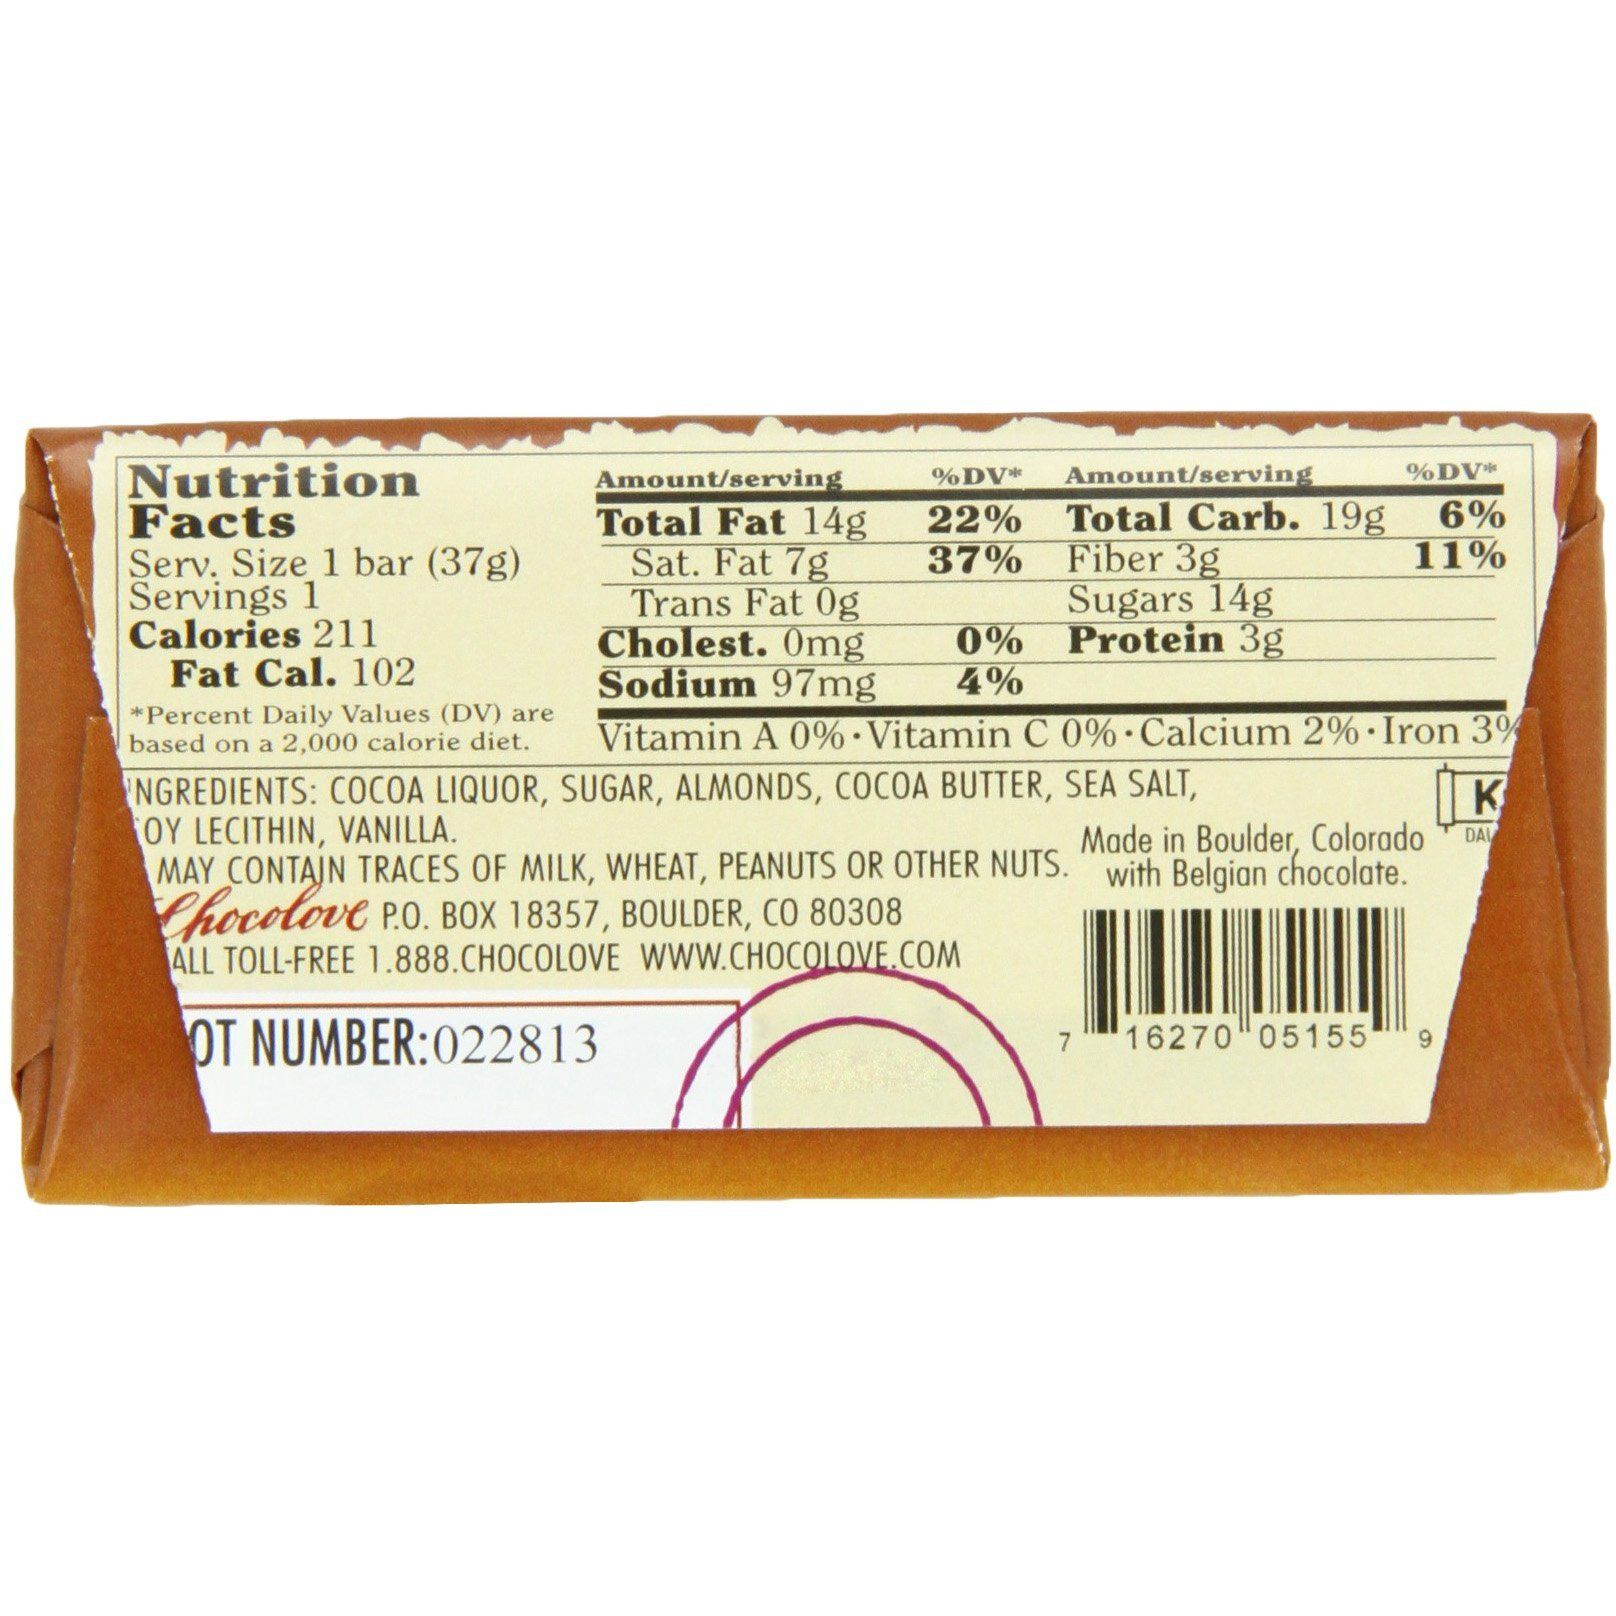 Nutrition
Facts
Serv. Size 1 bar (37g)
Servings 1
Calories 211
Fat Cal. 102
*Percent Daily Values (DV) are
based on a 2,000 calorie diet.
Amount/serving %DV*
Total Fat 14g 22%
Sat. Fat 7g 37%
Trans Fat 0g
Cholest. 0mg 0%
Sodium 97mg 4%
Amount/serving %DV*
Total Carb. 19g 6%
Fiber 3g 11%
Sugars 14g
Protein 3g
Vitamin A 0% · Vitamin C 0% · Calcium 2% · Iron 3%
NGREDIENTS: COCOA LIQUOR, SUGAR, ALMONDS, COCOA BUTTER, SEA SALT,
OY LECITHIN, VANILLA.
MAY CONTAIN TRACES OF MILK, WHEAT, PEANUTS OR OTHER NUTS.
Chocolove P.O. BOX 18357, BOULDER, CO 80308
ALL TOLL-FREE 1.888.CHOCOLOVE WWW.CHOCOLOVE.COM
OT NUMBER:022813
K
DAI
Made in Boulder, Colorado
with Belgian chocolate.
7 16270 05155 9